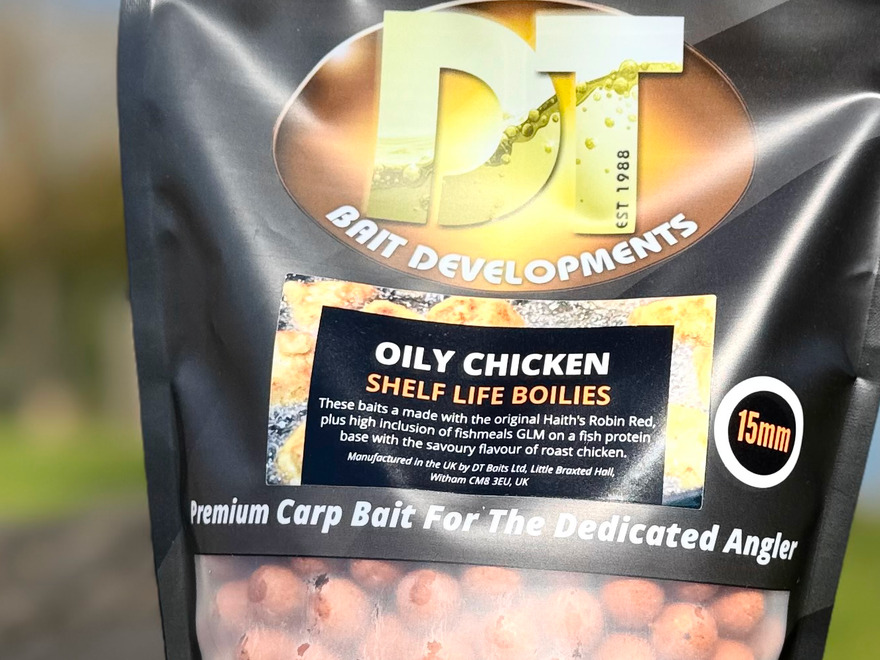 DT
EST 1988
BAIT DEVELOPMENTS
OILY CHICKEN
SHELF LIFE BOILIES
These baits a made with the original Haith's Robin Red,
plus high inclusion of fishmeals GLM on a fish protein
base with the savoury flavour of roast chicken.
Manufactured in the UK by DT Baits Ltd, Little Braxted Hall,
Witham CM8 3EU, UK
15mm
Premium Carp Bait For The Dedicated Angler